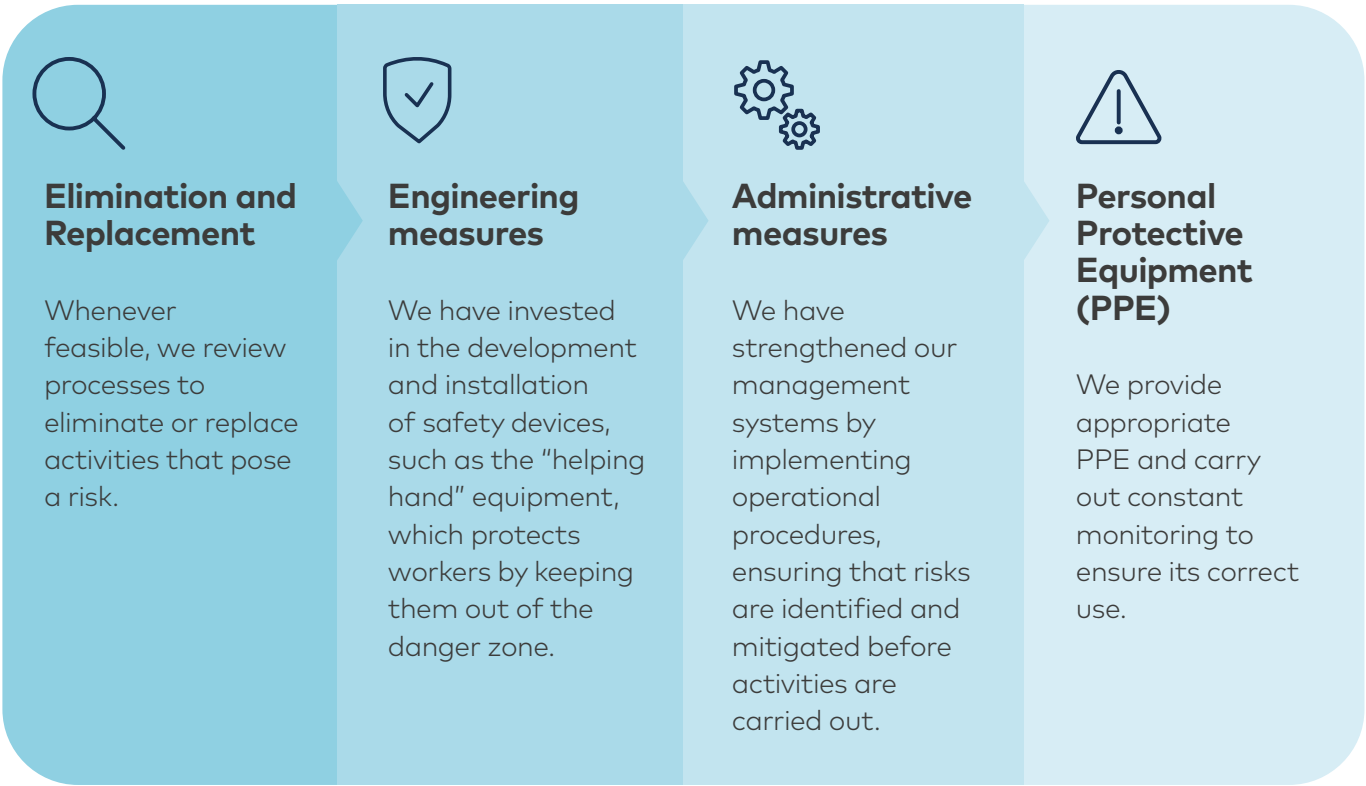 Elimination and
Replacement
Whenever
feasible, we review
processes to
eliminate or replace
activities that pose
a risk.
Engineering
measures
We have invested
in the development
and installation
of safety devices,
such as the “helping
hand” equipment,
which protects
workers by keeping
them out of the
danger zone.
Administrative
measures
We have
strengthened our
management
systems by
implementing
operational
procedures,
ensuring that risks
are identified and
mitigated before
activities are
carried out.
Personal
Protective
Equipment
(PPE)
We provide
appropriate
PPE and carry
out constant
monitoring to
ensure its correct
use.